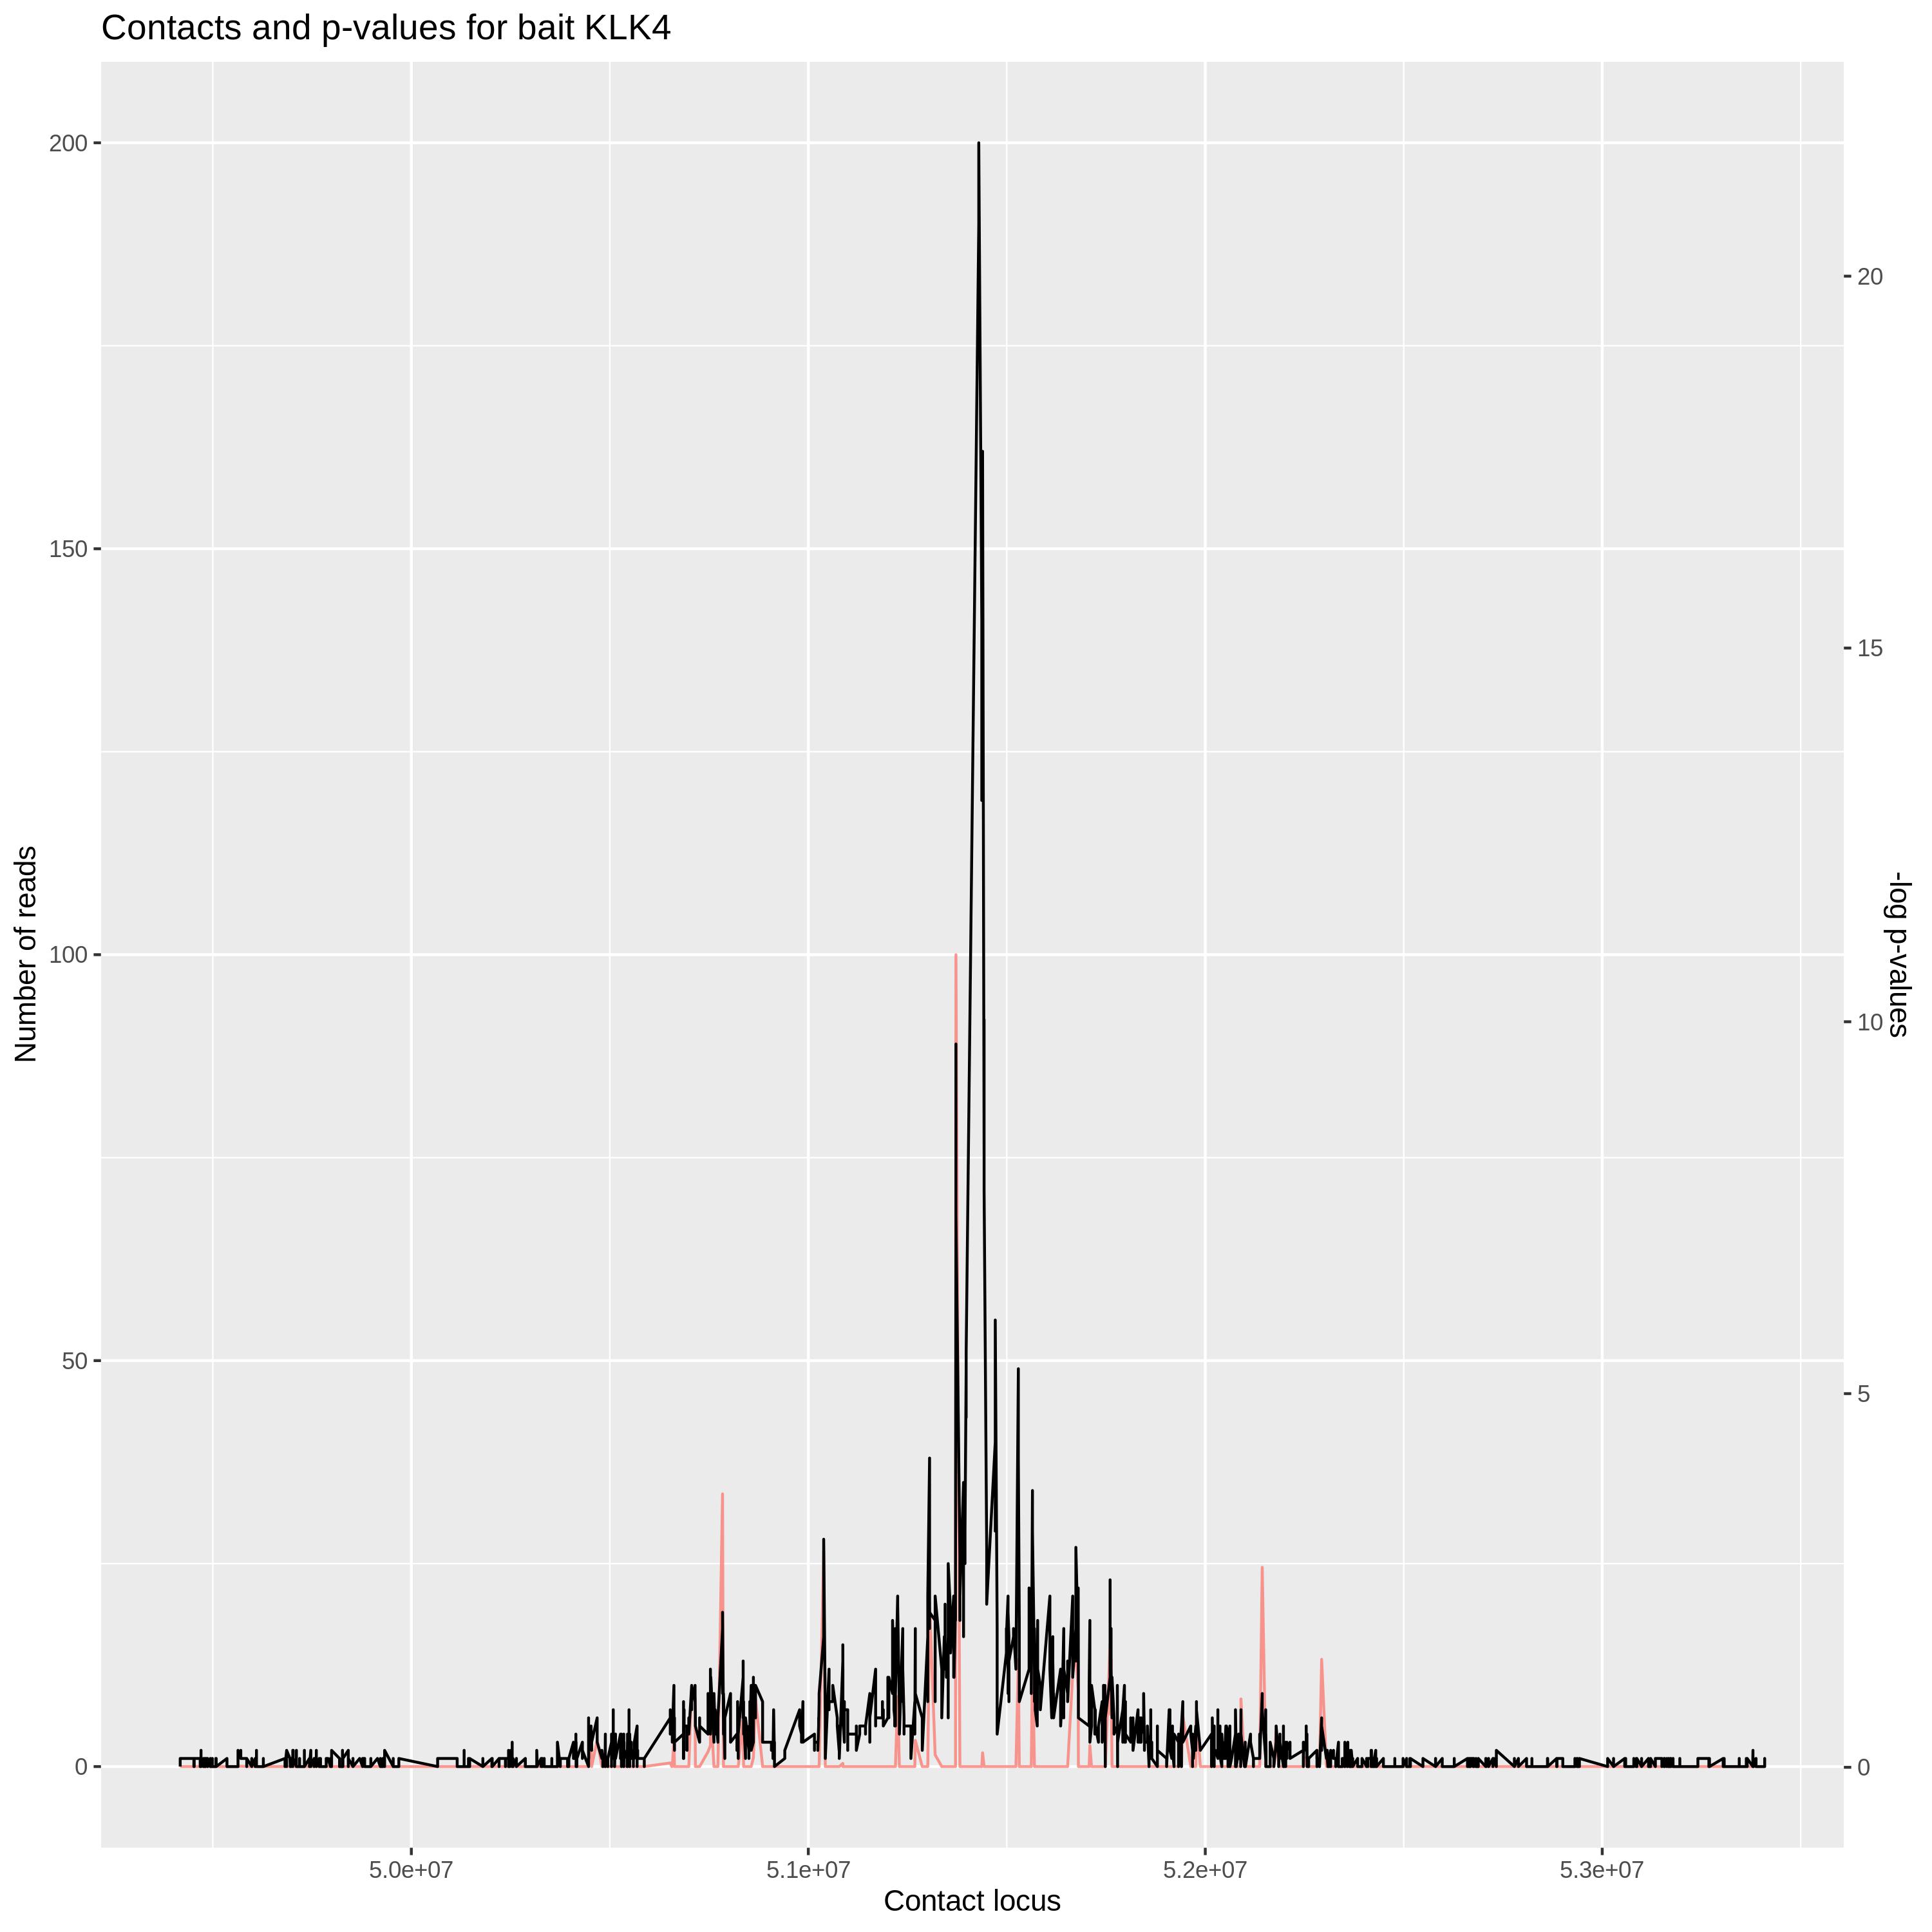 Contacts and p-values for bait KLK4
200
150
100
50
0
Number of reads
20
15
10
5
0
-log p-values
5.0e+07
5.1e+07
5.2e+07
5.3e+07
Contact locus